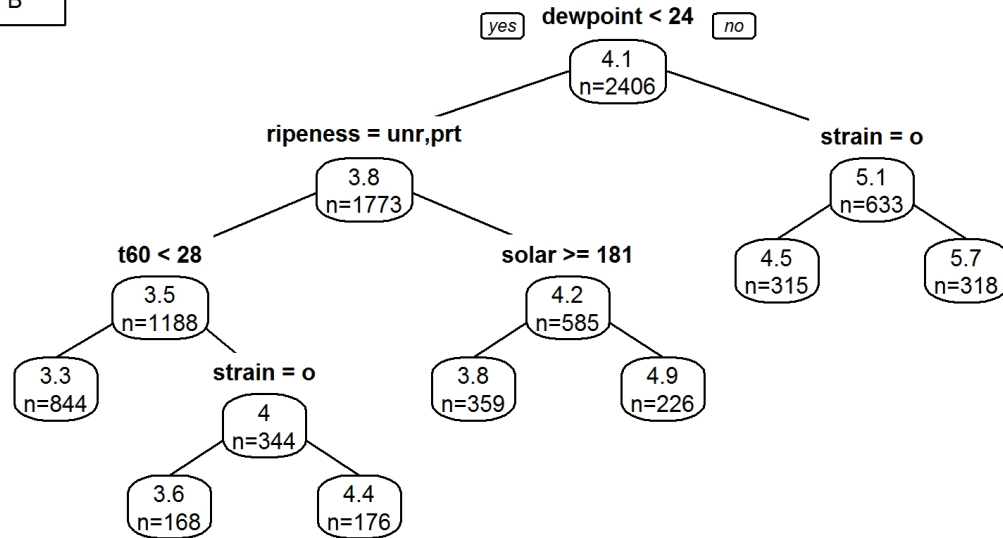 B
dewpoint < 24
yes
no
4.1
n=2406
ripeness = unr,prt
strain = o
3.8
n=1773
5.1
n=633
t60 < 28
solar >= 181
4.5
n=315
5.7
n=318
3.5
n=1188
4.2
n=585
3.3
n=844
strain = o
3.8
n=359
4.9
n=226
4
n=344
3.6
n=168
4.4
n=176